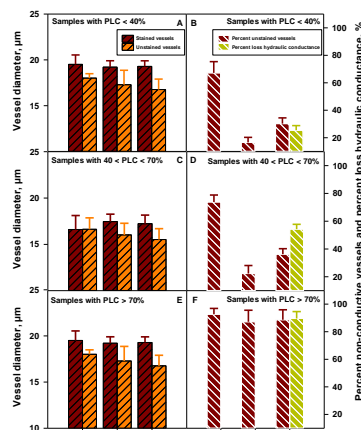 Samples with PLC < 40%
A
Stained vessels
Unstained vessels
Vessel diameter, µm
25
20
15
B
Samples with PLC < 40%
Percent unstained vessels
Percent loss hydraulic conductance
100
80
60
40
20
Samples with 40 < PLC < 70%
C
Vessel diameter, µm
25
20
15
D
Samples with 40 < PLC < 70%
100
80
60
40
20
Samples with PLC > 70%
E
Vessel diameter, µm
25
20
15
10
F
Samples with PLC > 70%
100
80
60
40
20
Percent non-conductive vessels and percent loss hydraulic conductance, %